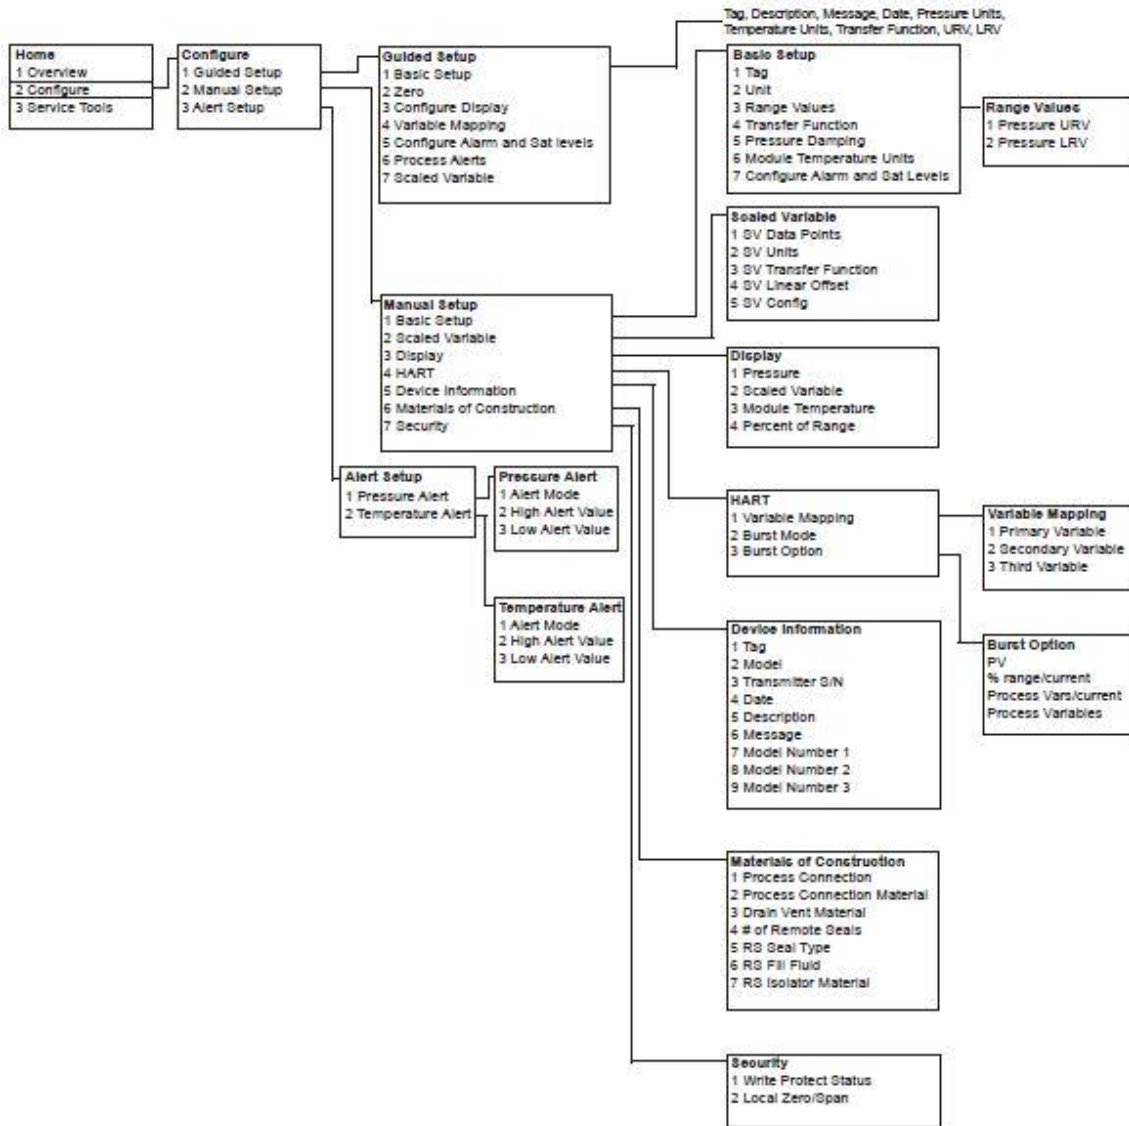 Tag, Description, Message, Date, Pressure Units,
Temperature Units, Transfer Function, URV, LRV
Home
1 Overview
2 Configure
3 Service Tools
Configure
1 Guided Setup
2 Manual Setup
3 Alert Setup
Guided Setup
1 Basic Setup
2 Zero
3 Configure Display
4 Variable Mapping
5 Configure Alarm and Sat levels
6 Process Alerts
7 Scaled Variable
Basic Setup
1 Tag
2 Unit
3 Range Values
4 Transfer Function
5 Pressure Damping
6 Module Temperature Units
7 Configure Alarm and Sat Levels
Range Values
1 Pressure URV
2 Pressure LRV
Scaled Variable
1 SV Data Points
2 SV Units
3 SV Transfer Function
4 SV Linear Offset
5 SV Config
Manual Setup
1 Basic Setup
2 Scaled Variable
3 Display
4 HART
5 Device Information
6 Materials of Construction
7 Security
Display
1 Pressure
2 Scaled Variable
3 Module Temperature
4 Percent of Range
Alert Setup
1 Pressure Alert
2 Temperature Alert
Pressure Alert
1 Alert Mode
2 High Alert Value
3 Low Alert Value
HART
1 Variable Mapping
2 Burst Mode
3 Burst Option
Variable Mapping
1 Primary Variable
2 Secondary Variable
3 Third Variable
Temperature Alert
1 Alert Mode
2 High Alert Value
3 Low Alert Value
Device Information
1 Tag
2 Model
3 Transmitter S/N
4 Date
5 Description
6 Message
7 Model Number 1
8 Model Number 2
9 Model Number 3
Burst Option
PV
% range/current
Process Vars/current
Process Variables
Materials of Construction
1 Process Connection
2 Process Connection Material
3 Drain Vent Material
4 # of Remote Seals
5 RS Seal Type
6 RS Fill Fluid
7 RS Isolator Material
Security
1 Write Protect Status
2 Local Zero/Span